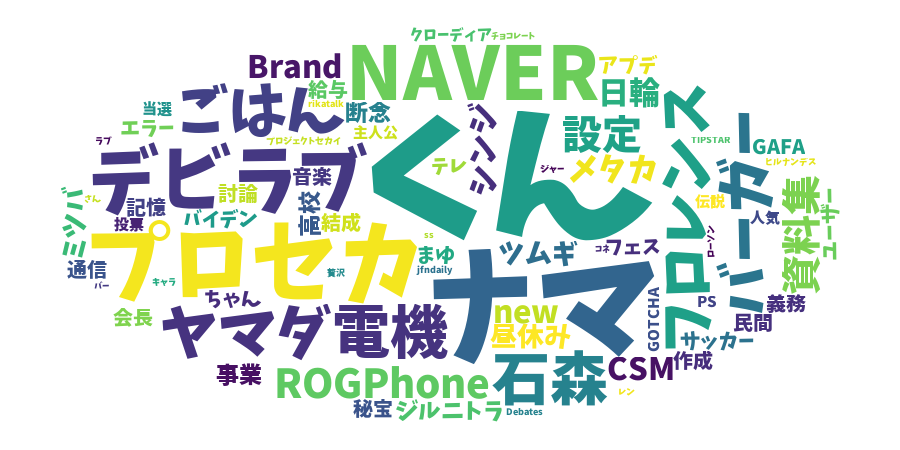 クローディア
チョコレート
Brand
NAVER
アプデ
給与
日輪
ごはん
rikatalk
断念
当選
エラー
主人公
シンジ
設定
フロレンス
バーガー
TIPSTAR
GAFA
ラブ
プロジェクトセカイ
ヒルナンデス
デビラブ
音楽
テレ
くん
ジャー
メタカ
討論
ミツバ
さん
記憶
高校
伝説
資料集
ユーザー
投票
バイデン
結成
人気
プロセカ
ss
まゆ
ツムギ
コネ
フェス
ローソン
通信
贅沢
jfndaily
ナマ
バー
キャラ
ちゃん
GOTCHA
PS
義務
会長
ヤマダ
電機
new
昼休み
民間
サッカー
事業
ROGPhone
石森
CSM
作成
レン
秘宝
ジルニトラ
Debates